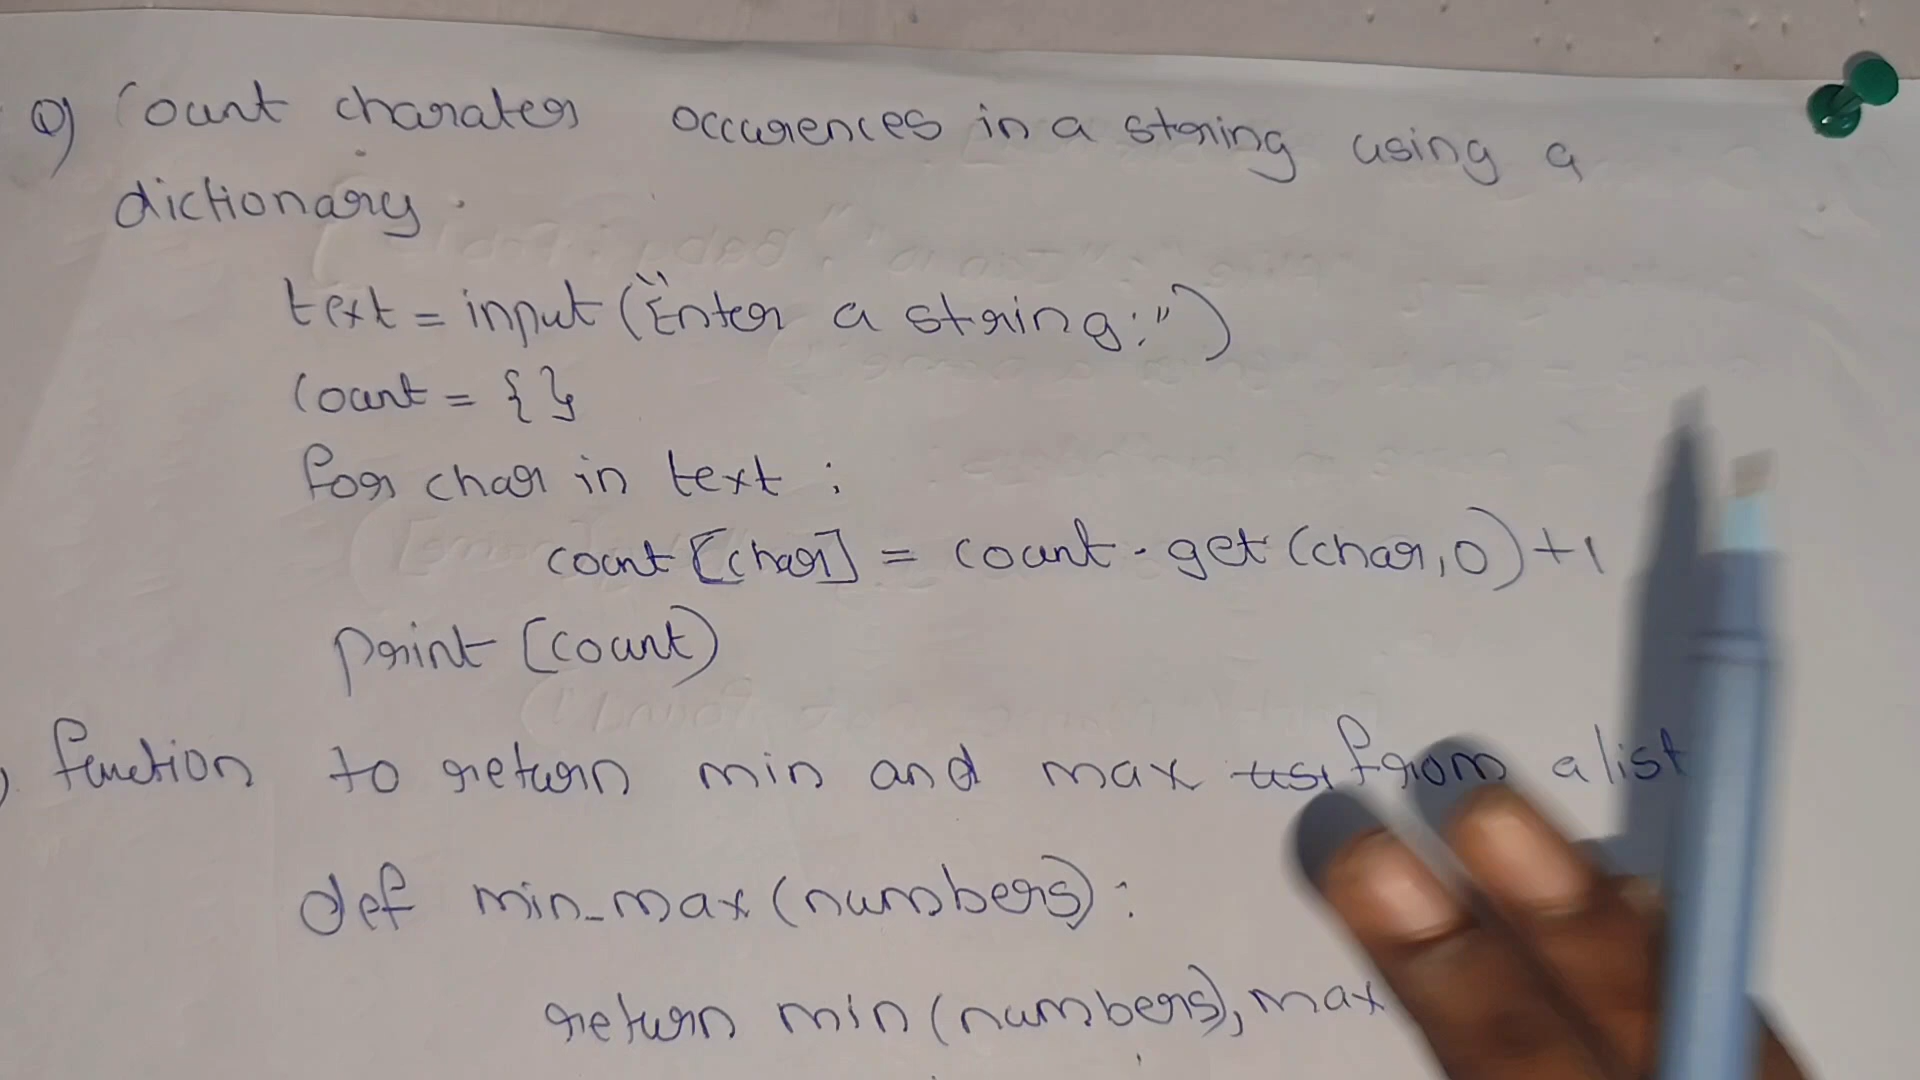 Q) Count charater occurences in a string using a
dictionary.
text = input("Enter a string:")
count = { }
for char in text :
count [char] = count.get(char,0)+1
print (count)
function to return min and max from a list
def min_max (numbers):
return min (numbers), max